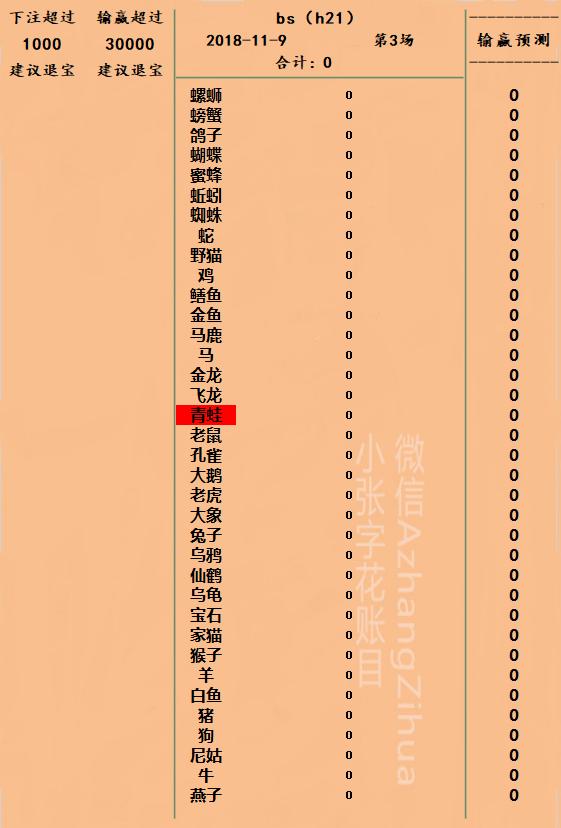 下注超过 输赢超过
1000 30000
建议退宝 建议退宝
bs（h21）
2018-11-9 第3场
合计：0
输赢预测
螺蛳 0 0
螃蟹 0 0
鸽子 0 0
蝴蝶 0 0
蜜蜂 0 0
蚯蚓 0 0
蜘蛛 0 0
蛇 0 0
野猫 0 0
鸡 0 0
鳝鱼 0 0
金鱼 0 0
马鹿 0 0
马 0 0
金龙 0 0
飞龙 0 0
青蛙 0 0
老鼠 0 0
孔雀 0 0
大鹅 0 0
老虎 0 0
大象 0 0
兔子 0 0
乌鸦 0 0
仙鹤 0 0
乌龟 0 0
宝石 0 0
家猫 0 0
猴子 0 0
羊 0 0
白鱼 0 0
猪 0 0
狗 0 0
尼姑 0 0
牛 0 0
燕子 0 0
微信AzhangZihua
小张字花账目